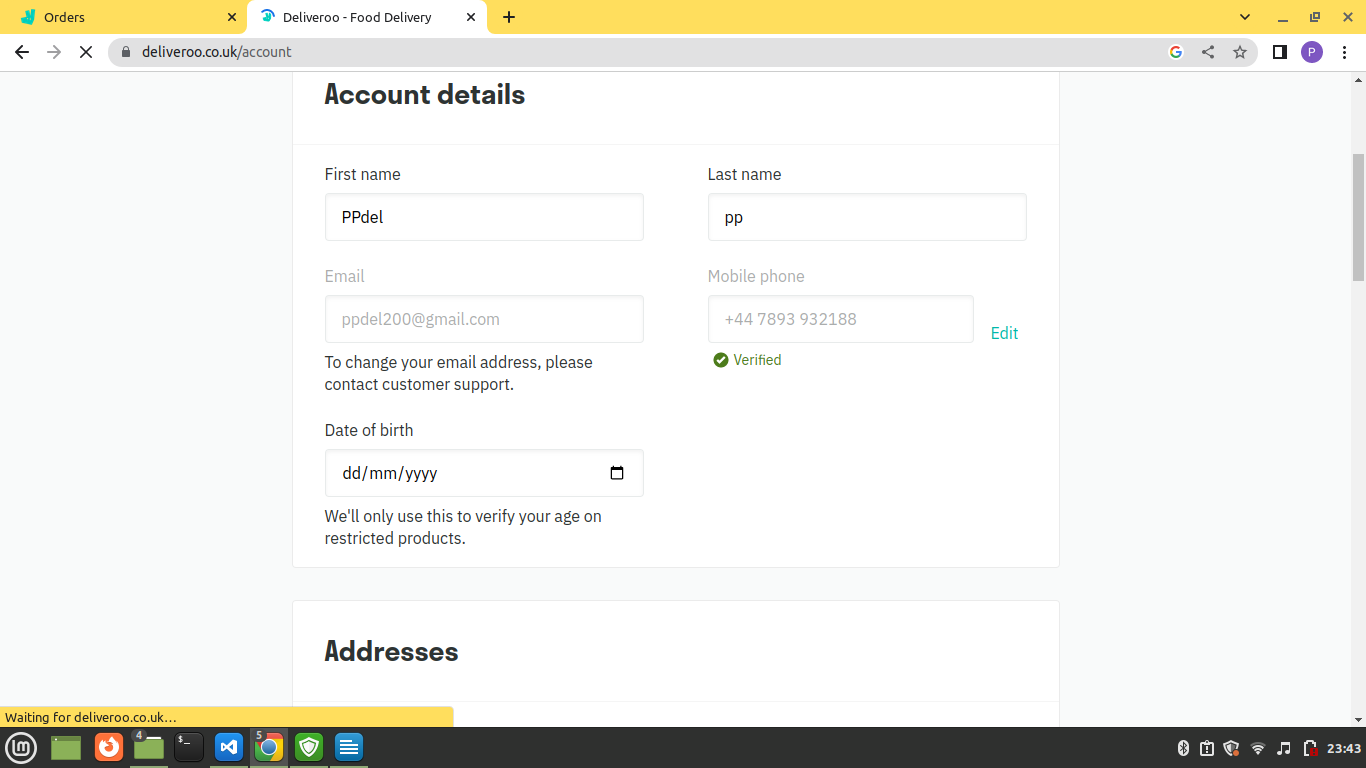 Orders
Deliveroo - Food Delivery
deliveroo.co.uk/account
P
Account details
First name
Last name
PPdel
pp
Email
Mobile phone
ppdel200@gmail.com
+44 7893 932188
Edit
To change your email address, please
contact customer support.
Verified
Date of birth
dd/mm/yyyy
We'll only use this to verify your age on
restricted products.
Addresses
Waiting for deliveroo.co.uk...
4
$_
5
23:43